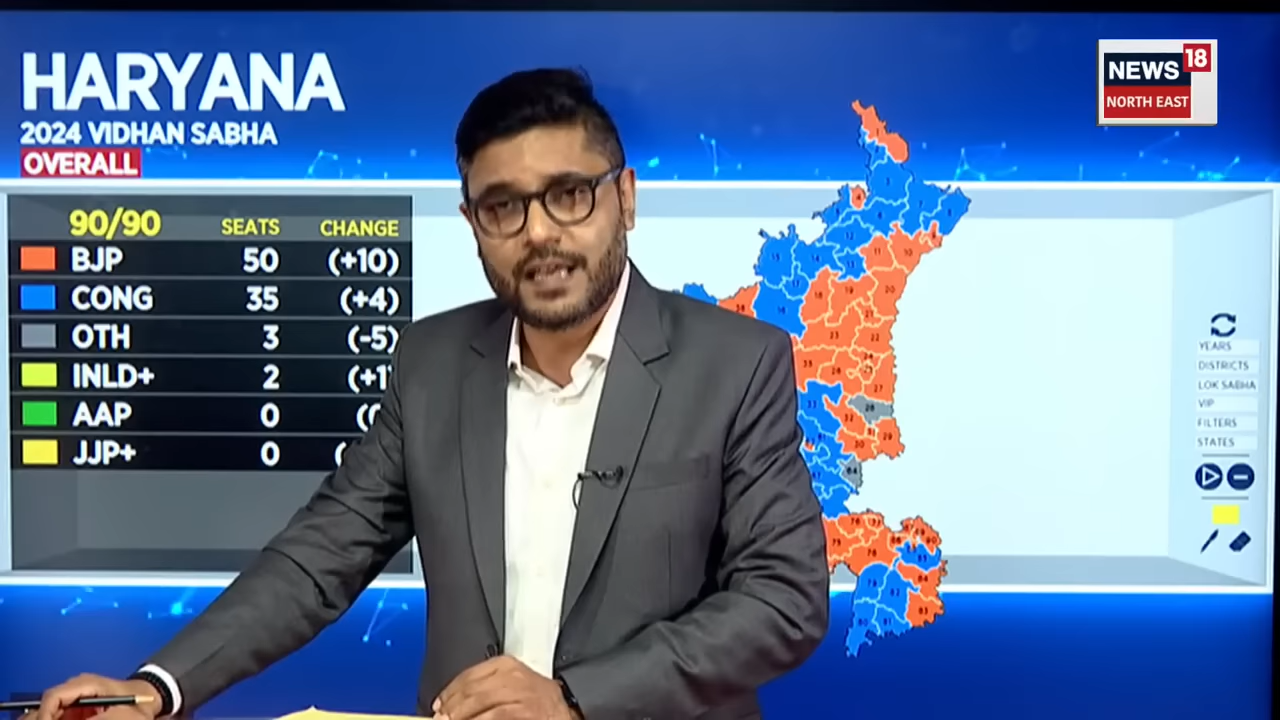 HARYANA
2024 VIDHAN SABHA
OVERALL
90/90 SEATS CHANGE
BJP 50 (+10)
CONG 35 (+4)
OTH 3 (-5)
INLD+ 2 (+1
AAP 0
JJP+ 0
NEWS 18
NORTH EAST
YEARS
DISTRICTS
LOK SABHA
VIP
FILTERS
STATES